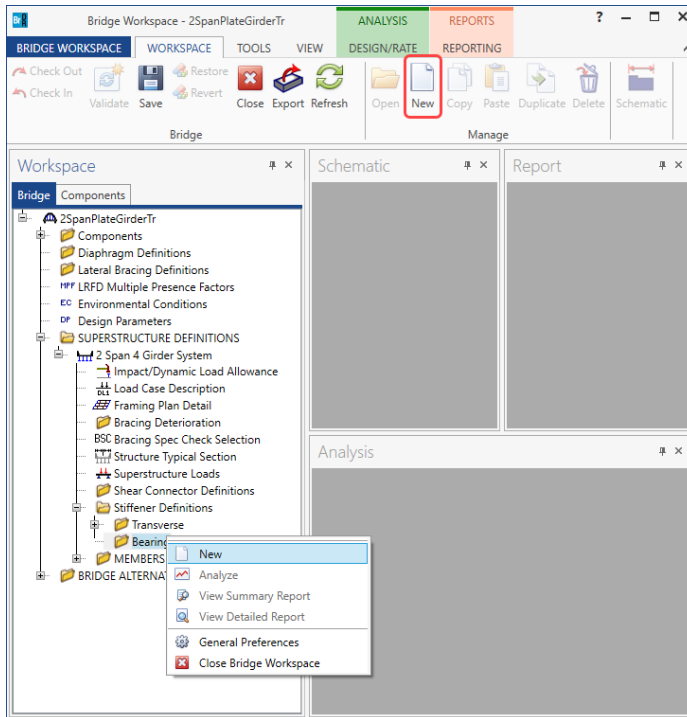 Br
Bridge Workspace - 2SpanPlateGirderTr
ANALYSIS
REPORTS
?
BRIDGE WORKSPACE
WORKSPACE
TOOLS
VIEW
DESIGN/RATE
REPORTING
Check Out
Check In
Validate
Save
Restore
Revert
Close
Export
Refresh
Open
New
Copy
Paste
Duplicate
Delete
Schematic
Bridge
Manage
Workspace
Schematic
Report
Bridge
Components
2SpanPlateGirderTr
Components
Diaphragm Definitions
Lateral Bracing Definitions
MPF LRFD Multiple Presence Factors
EC Environmental Conditions
DP Design Parameters
SUPERSTRUCTURE DEFINITIONS
2 Span 4 Girder System
Impact/Dynamic Load Allowance
DL1 Load Case Description
Framing Plan Detail
Bracing Deterioration
BSC Bracing Spec Check Selection
Structure Typical Section
Superstructure Loads
Shear Connector Definitions
Stiffener Definitions
Transverse
Bearing
MEMBERS
BRIDGE ALTERNA
Analysis
New
Analyze
View Summary Report
View Detailed Report
General Preferences
Close Bridge Workspace